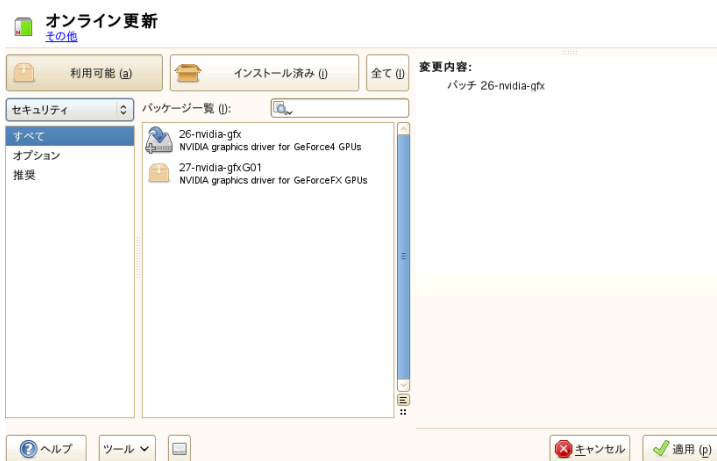 オンライン更新
その他
利用可能 (a)
インストール済み (i)
全て (l)
セキュリティ
パッケージ一覧 (l):
すべて
オプション
推奨
26-nvidia-gfx
NVIDIA graphics driver for GeForce4 GPUs
27-nvidia-gfxG01
NVIDIA graphics driver for GeForceFX GPUs
変更内容:
パッチ 26-nvidia-gfx
ヘルプ
ツール
キャンセル
適用 (p)